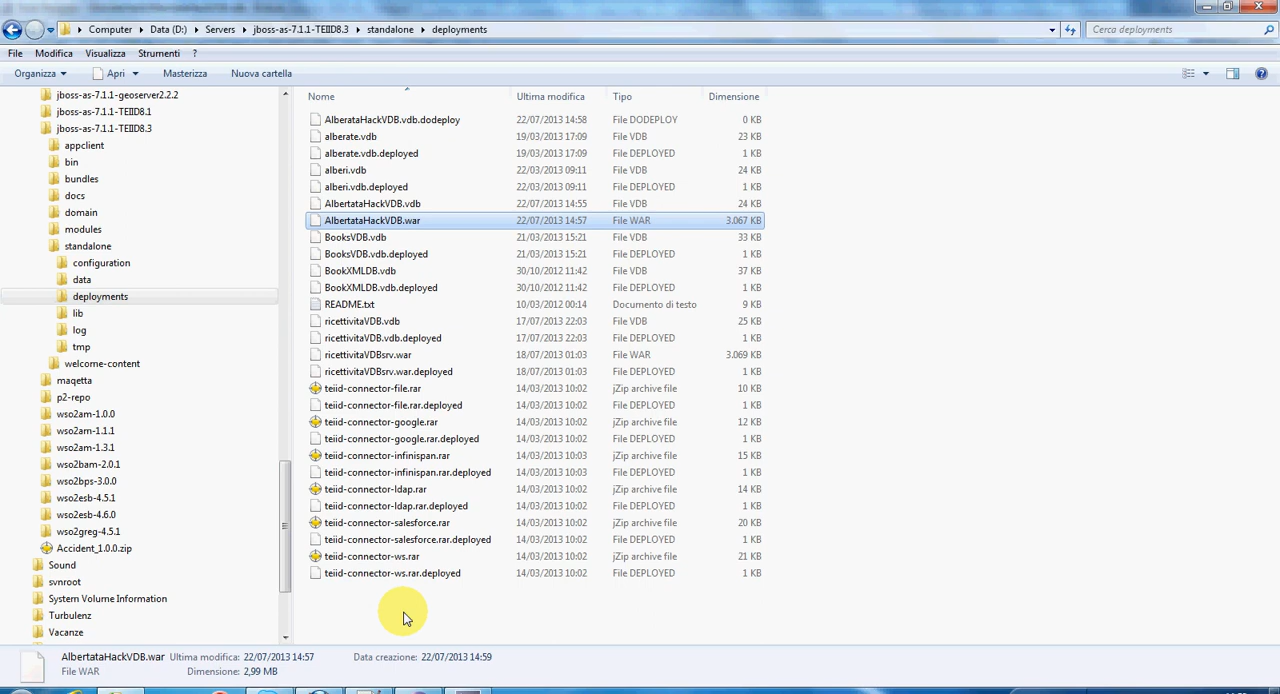 Computer ▸ Data (D:) ▸ Servers ▸ jboss-as-7.1.1-TEIID8.3 ▸ standalone ▸ deployments
Cerca deployments
File Modifica Visualizza Strumenti ?
Organizza Apri Masterizza Nuova cartella
jboss-as-7.1.1-geoserver2.2.2
jboss-as-7.1.1-TEIID8.1
jboss-as-7.1.1-TEIID8.3
appclient
bin
bundles
docs
domain
modules
standalone
configuration
data
deployments
lib
log
tmp
welcome-content
maqetta
p2-repo
wso2am-1.0.0
wso2am-1.1.1
wso2am-1.3.1
wso2bam-2.0.1
wso2bps-3.0.0
wso2esb-4.5.1
wso2esb-4.6.0
wso2greg-4.5.1
Accident_1.0.0.zip
Sound
svnroot
System Volume Information
Turbulenz
Vacanze
Nome Ultima modifica Tipo Dimensione
AlberataHackVDB.vdb.dodeploy 22/07/2013 14:58 File DODEPLOY 0 KB
alberate.vdb 19/03/2013 17:09 File VDB 23 KB
alberate.vdb.deployed 19/03/2013 17:09 File DEPLOYED 1 KB
alberi.vdb 22/03/2013 09:11 File VDB 24 KB
alberi.vdb.deployed 22/03/2013 09:11 File DEPLOYED 1 KB
AlbertataHackVDB.vdb 22/07/2013 14:55 File VDB 24 KB
AlbertataHackVDB.war 22/07/2013 14:57 File WAR 3.067 KB
BooksVDB.vdb 21/03/2013 15:21 File VDB 33 KB
BooksVDB.vdb.deployed 21/03/2013 15:21 File DEPLOYED 1 KB
BookXMLDB.vdb 30/10/2012 11:42 File VDB 37 KB
BookXMLDB.vdb.deployed 30/10/2012 11:42 File DEPLOYED 1 KB
README.txt 10/03/2012 00:14 Documento di testo 9 KB
ricettivitaVDB.vdb 17/07/2013 22:03 File VDB 25 KB
ricettivitaVDB.vdb.deployed 17/07/2013 22:03 File DEPLOYED 1 KB
ricettivitaVDBsrv.war 18/07/2013 01:03 File WAR 3.069 KB
ricettivitaVDBsrv.war.deployed 18/07/2013 01:03 File DEPLOYED 1 KB
teiid-connector-file.rar 14/03/2013 10:02 jZip archive file 10 KB
teiid-connector-file.rar.deployed 14/03/2013 10:02 File DEPLOYED 1 KB
teiid-connector-google.rar 14/03/2013 10:02 jZip archive file 12 KB
teiid-connector-google.rar.deployed 14/03/2013 10:02 File DEPLOYED 1 KB
teiid-connector-infinispan.rar 14/03/2013 10:03 jZip archive file 15 KB
teiid-connector-infinispan.rar.deployed 14/03/2013 10:03 File DEPLOYED 1 KB
teiid-connector-ldap.rar 14/03/2013 10:02 jZip archive file 14 KB
teiid-connector-ldap.rar.deployed 14/03/2013 10:02 File DEPLOYED 1 KB
teiid-connector-salesforce.rar 14/03/2013 10:02 jZip archive file 20 KB
teiid-connector-salesforce.rar.deployed 14/03/2013 10:02 File DEPLOYED 1 KB
teiid-connector-ws.rar 14/03/2013 10:02 jZip archive file 21 KB
teiid-connector-ws.rar.deployed 14/03/2013 10:02 File DEPLOYED 1 KB
AlbertataHackVDB.war Ultima modifica: 22/07/2013 14:57 Data creazione: 22/07/2013 14:59
File WAR Dimensione: 2,99 MB